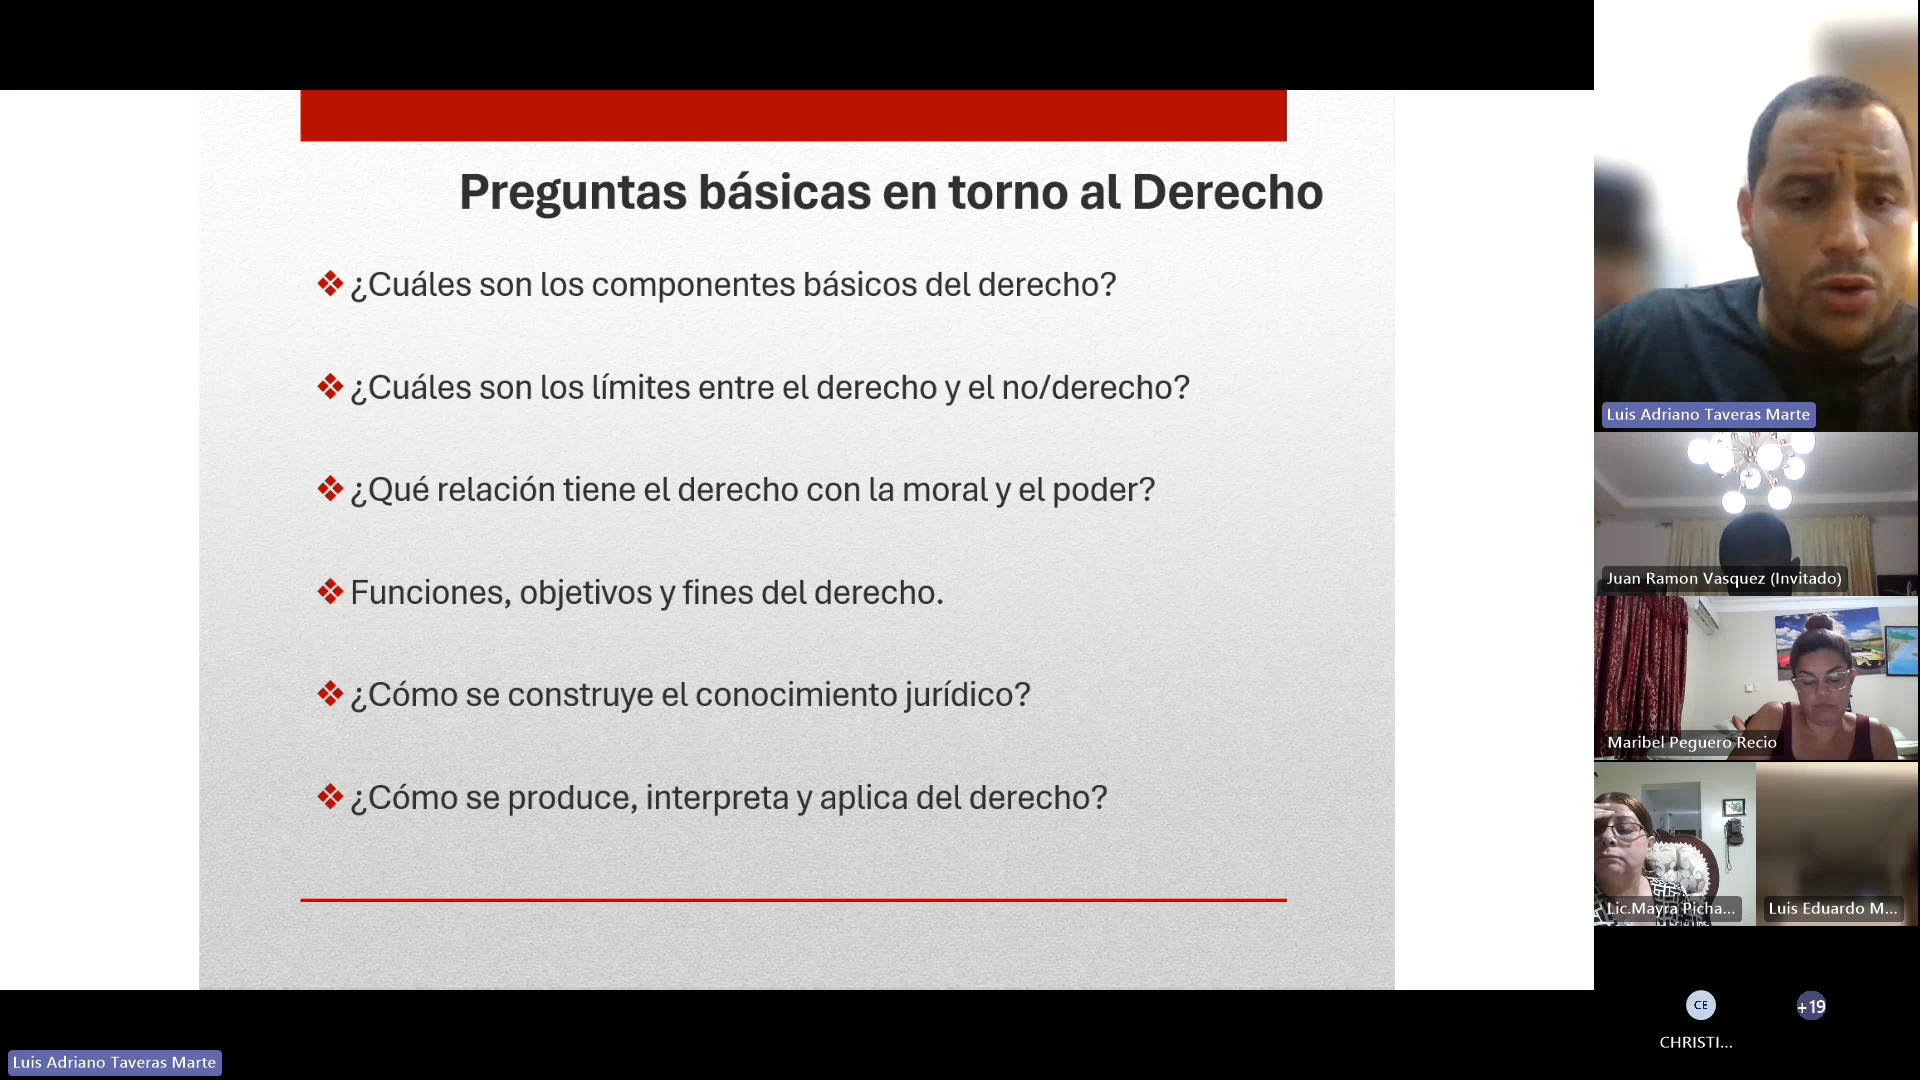 Preguntas básicas en torno al Derecho
¿Cuáles son los componentes básicos del derecho?
¿Cuáles son los límites entre el derecho y el no/derecho?
¿Qué relación tiene el derecho con la moral y el poder?
Funciones, objetivos y fines del derecho.
¿Cómo se construye el conocimiento jurídico?
¿Cómo se produce, interpreta y aplica del derecho?
Luis Adriano Taveras Marte
Juan Ramon Vasquez (Invitado)
Maribel Peguero Recio
Lic.Mayra Picha...
Luis Eduardo M...
CE
+19
CHRISTI...
Luis Adriano Taveras Marte